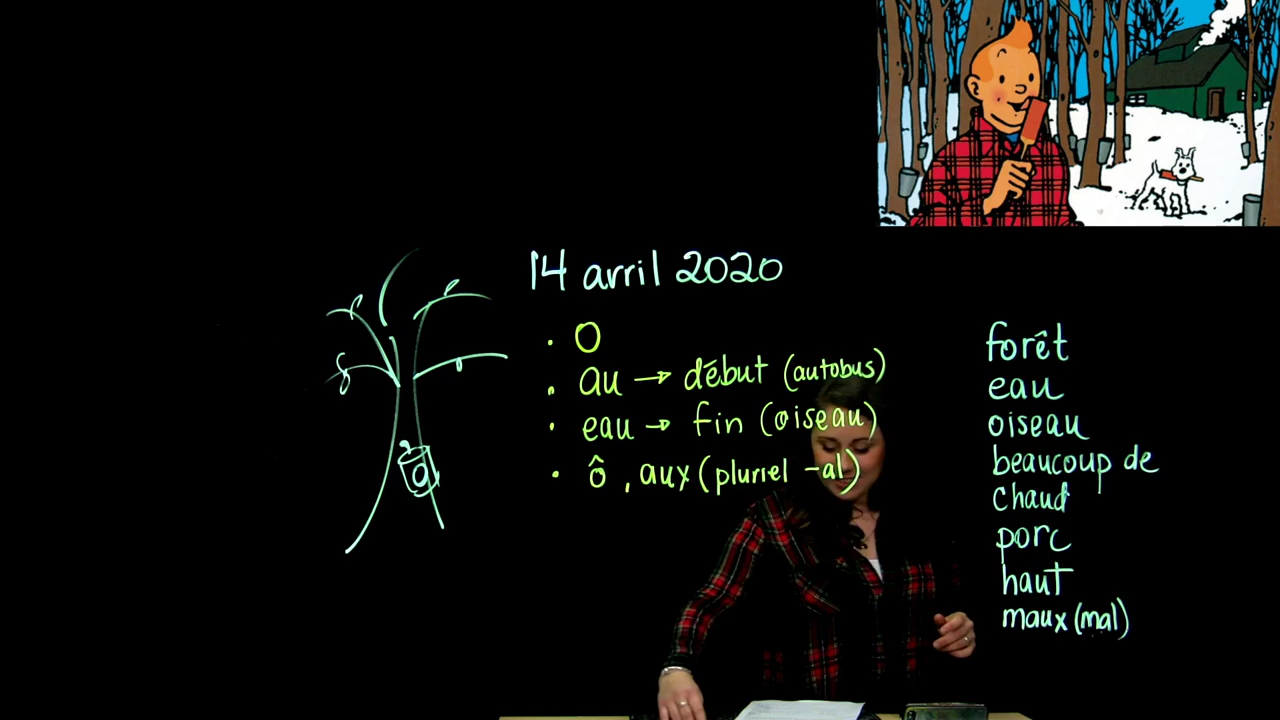 14 avril 2020
• O
• au → début (autobus)
• eau → fin (oiseau)
• ô, aux (pluriel -al)
forêt
eau
oiseau
beaucoup de
chaud
porc
haut
maux (mal)